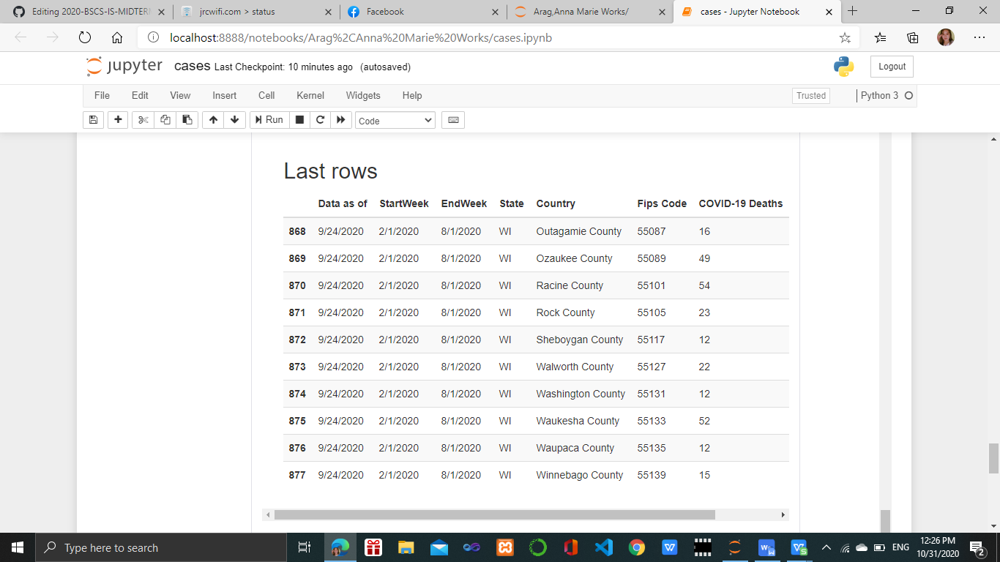 Editing 2020-BSCS-IS-MIDTER
jrcwifi.com > status
Facebook
Arag,Anna Marie Works/
cases - Jupyter Notebook
localhost:8888/notebooks/Arag%2CAnna%20Marie%20Works/cases.ipynb
jupyter cases Last Checkpoint: 10 minutes ago (autosaved)
Logout
File Edit View Insert Cell Kernel Widgets Help
Trusted
Python 3
Run
Code
Last rows
Data as of StartWeek EndWeek State Country Fips Code COVID-19 Deaths
868 9/24/2020 2/1/2020 8/1/2020 WI Outagamie County 55087 16
869 9/24/2020 2/1/2020 8/1/2020 WI Ozaukee County 55089 49
870 9/24/2020 2/1/2020 8/1/2020 WI Racine County 55101 54
871 9/24/2020 2/1/2020 8/1/2020 WI Rock County 55105 23
872 9/24/2020 2/1/2020 8/1/2020 WI Sheboygan County 55117 12
873 9/24/2020 2/1/2020 8/1/2020 WI Walworth County 55127 22
874 9/24/2020 2/1/2020 8/1/2020 WI Washington County 55131 12
875 9/24/2020 2/1/2020 8/1/2020 WI Waukesha County 55133 52
876 9/24/2020 2/1/2020 8/1/2020 WI Waupaca County 55135 12
877 9/24/2020 2/1/2020 8/1/2020 WI Winnebago County 55139 15
Type here to search
ENG
12:26 PM
10/31/2020
2